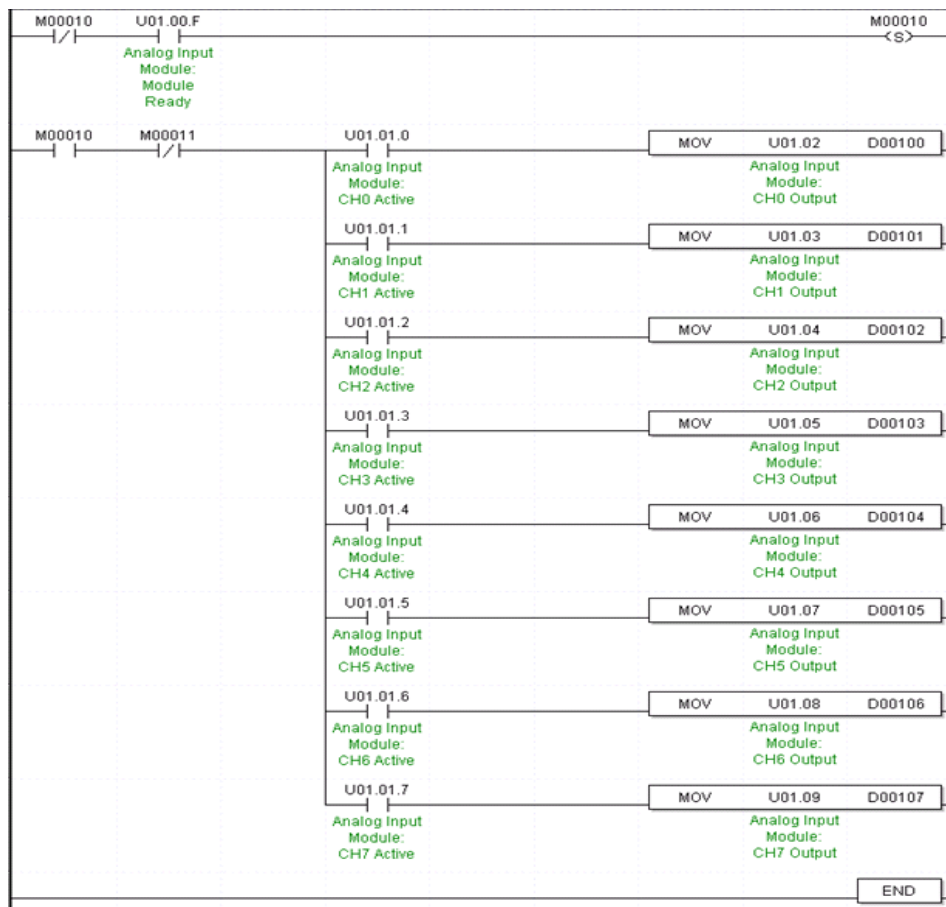 M00010 U01.00.F M00010
S
Analog Input
Module:
Module
Ready
M00010 M00011 U01.01.0 MOV U01.02 D00100
Analog Input Analog Input
Module: Module:
CH0 Active CH0 Output
U01.01.1 MOV U01.03 D00101
Analog Input Analog Input
Module: Module:
CH1 Active CH1 Output
U01.01.2 MOV U01.04 D00102
Analog Input Analog Input
Module: Module:
CH2 Active CH2 Output
U01.01.3 MOV U01.05 D00103
Analog Input Analog Input
Module: Module:
CH3 Active CH3 Output
U01.01.4 MOV U01.06 D00104
Analog Input Analog Input
Module: Module:
CH4 Active CH4 Output
U01.01.5 MOV U01.07 D00105
Analog Input Analog Input
Module: Module:
CH5 Active CH5 Output
U01.01.6 MOV U01.08 D00106
Analog Input Analog Input
Module: Module:
CH6 Active CH6 Output
U01.01.7 MOV U01.09 D00107
Analog Input Analog Input
Module: Module:
CH7 Active CH7 Output
END